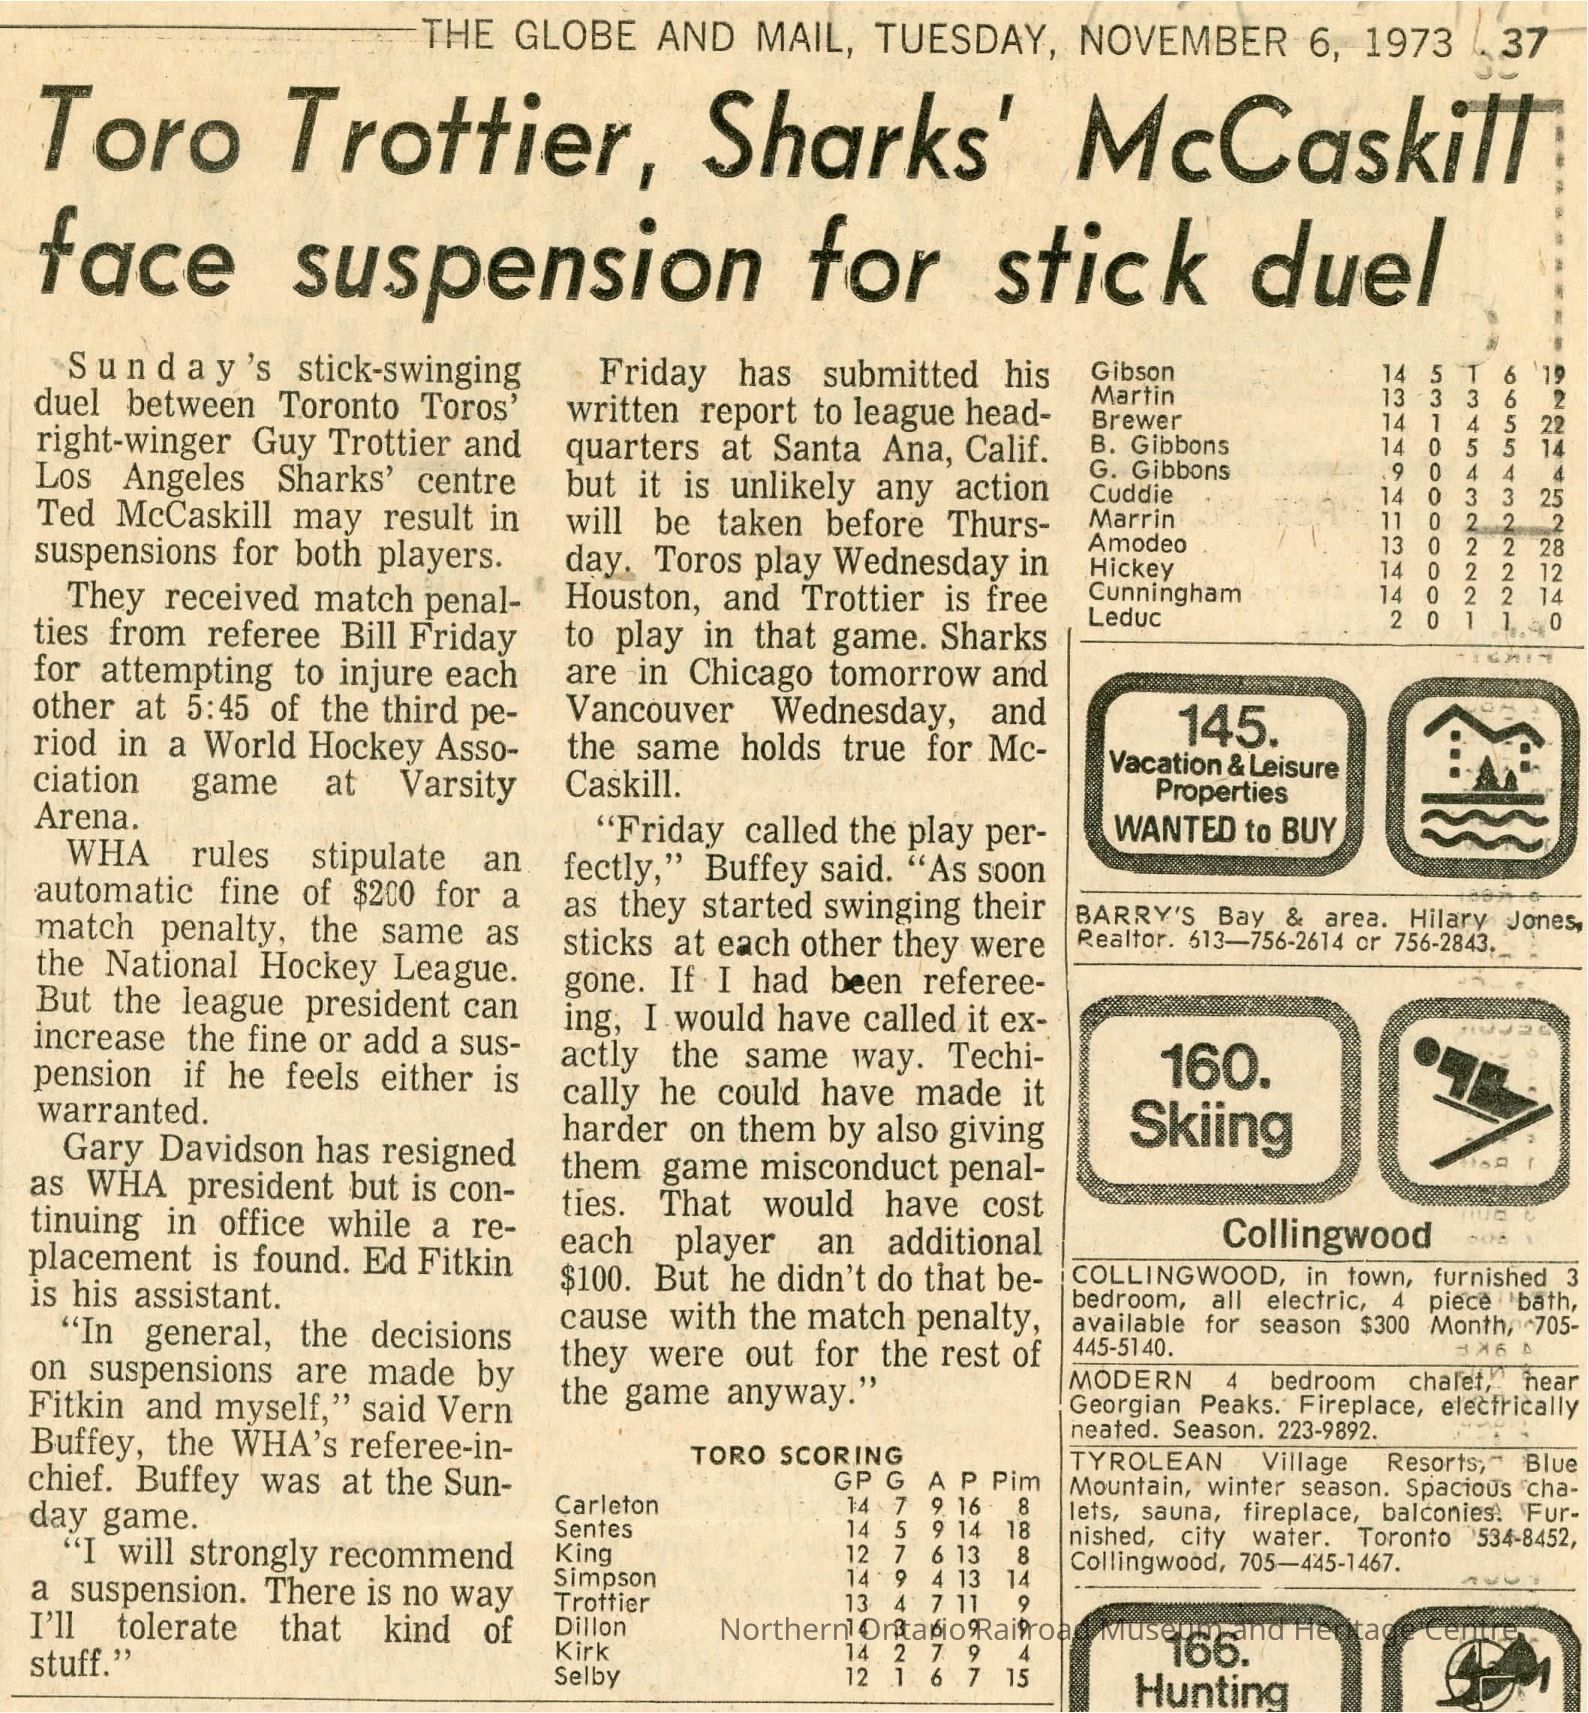 THE GLOBE AND MAIL, TUESDAY, NOVEMBER 6, 1973 37
Toro Trottier, Sharks' McCaskill
face suspension for stick duel
Sunday's stick-swinging
duel between Toronto Toros'
right-winger Guy Trottier and
Los Angeles Sharks' centre
Ted McCaskill may result in
suspensions for both players.
They received match penal-
ties from referee Bill Friday
for attempting to injure each
other at 5:45 of the third pe-
riod in a World Hockey Asso-
ciation game at Varsity
Arena.
WHA rules stipulate an
automatic fine of $200 for a
match penalty, the same as
the National Hockey League.
But the league president can
increase the fine or add a sus-
pension if he feels either is
warranted.
Gary Davidson has resigned
as WHA president but is con-
tinuing in office while a re-
placement is found. Ed Fitkin
is his assistant.
"In general, the decisions
on suspensions are made by
Fitkin and myself," said Vern
Buffey, the WHA's referee-in-
chief. Buffey was at the Sun-
day game.
"I will strongly recommend
a suspension. There is no way
I'll tolerate that kind of
stuff."
Friday has submitted his
written report to league head-
quarters at Santa Ana, Calif.
but it is unlikely any action
will be taken before Thurs-
day. Toros play Wednesday in
Houston, and Trottier is free
to play in that game. Sharks
are in Chicago tomorrow and
Vancouver Wednesday, and
the same holds true for Mc-
Caskill.
"Friday called the play per-
fectly," Buffey said. "As soon
as they started swinging their
sticks at each other they were
gone. If I had been referee-
ing, I would have called it ex-
actly the same way. Techi-
cally he could have made it
harder on them by also giving
them game misconduct penal-
ties. That would have cost
each player an additional
$100. But he didn't do that be-
cause with the match penalty,
they were out for the rest of
the game anyway."
TORO SCORING
GP G A P Pim
Carleton 14 7 9 16 8
Sentes 14 5 9 14 18
King 12 7 6 13 8
Simpson 14 9 4 13 14
Trottier 13 4 7 11 9
Dillon 14 3 6 9 9
Kirk 14 2 7 9 4
Selby 12 1 6 7 15
Gibson 14 5 1 6 19
Martin 13 3 3 6 2
Brewer 14 1 4 5 22
B. Gibbons 14 0 5 5 14
G. Gibbons 9 0 4 4 4
Cuddie 14 0 3 3 25
Marrin 11 0 2 2 2
Amodeo 13 0 2 2 28
Hickey 14 0 2 2 12
Cunningham 14 0 2 2 14
Leduc 2 0 1 1 0
145.
Vacation & Leisure
Properties
WANTED to BUY
BARRY'S Bay & area. Hilary Jones,
Realtor. 613—756-2614 or 756-2843.
160.
Skiing
Collingwood
COLLINGWOOD, in town, furnished 3
bedroom, all electric, 4 piece bath,
available for season $300 Month, 705-
445-5140.
MODERN 4 bedroom chalet, near
Georgian Peaks. Fireplace, electrically
neated. Season. 223-9892.
TYROLEAN Village Resorts, Blue
Mountain, winter season. Spacious cha-
lets, sauna, fireplace, balconies. Fur-
nished, city water. Toronto 534-8452,
Collingwood, 705—445-1467.
166.
Hunting
Northern Ontario Railroad Museum and Heritage Centre